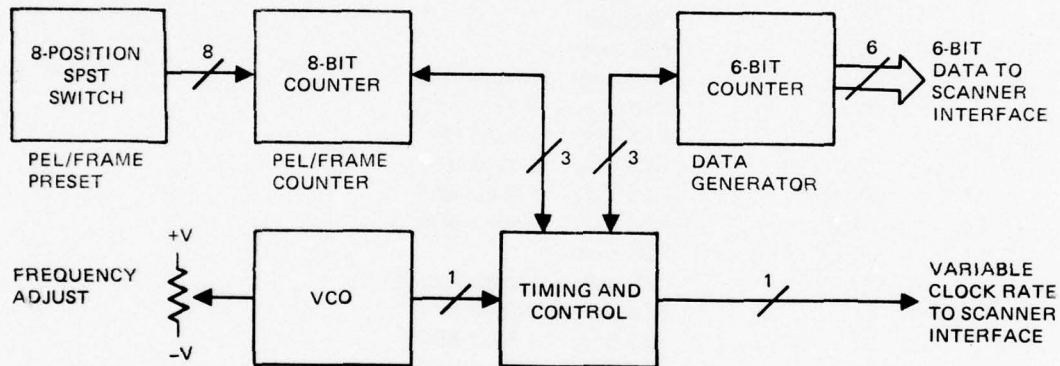 8-POSITION
SPST
SWITCH
8
8-BIT
COUNTER
6-BIT
COUNTER
6
6-BIT
DATA TO
SCANNER
INTERFACE
PEL/FRAME
PRESET
PEL/FRAME
COUNTER
3
3
DATA
GENERATOR
+V
FREQUENCY
ADJUST
-V
VCO
1
TIMING AND
CONTROL
1
VARIABLE
CLOCK RATE
TO SCANNER
INTERFACE